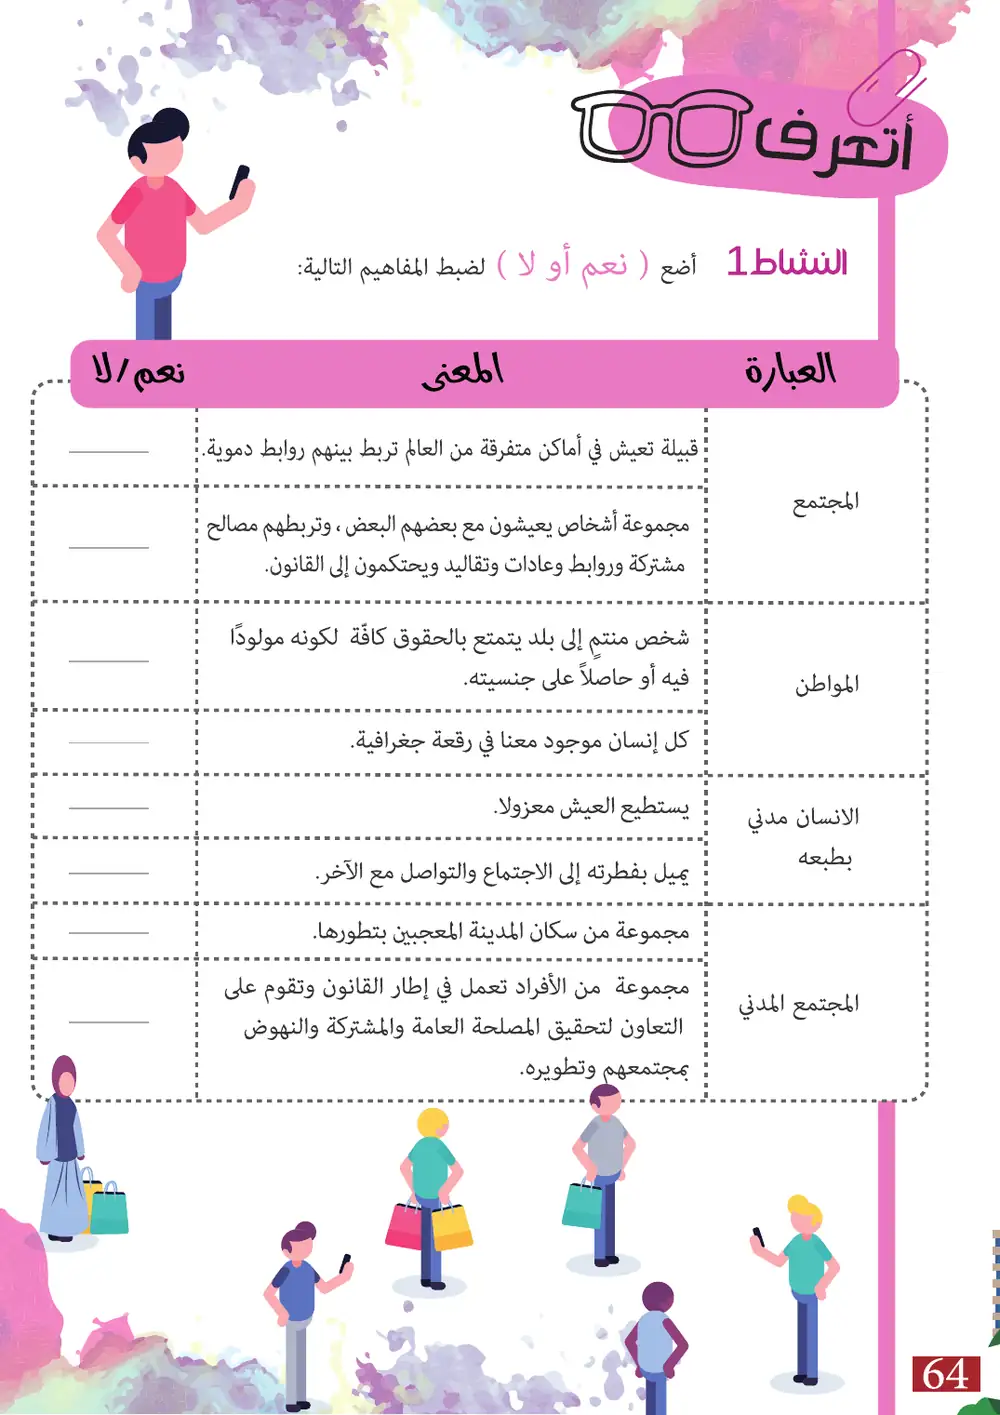 أتعرف
النشاط1 أضع ( نعم أو لا ) لضبط المفاهيم التالية:
العبارة المعنى نعم/لا
المجتمع
قبيلة تعيش في أماكن متفرقة من العالم تربط بينهم روابط دموية.
مجموعة أشخاص يعيشون مع بعضهم البعض ، وتربطهم مصالح
مشتركة وروابط وعادات وتقاليد ويحتكمون إلى القانون.
المواطن
شخص منتمٍ إلى بلد يتمتع بالحقوق كافّة لكونه مولودًا
فيه أو حاصلاً على جنسيته.
كل إنسان موجود معنا في رقعة جغرافية.
الانسان مدني
بطبعه
يستطيع العيش معزولا.
يميل بفطرته إلى الاجتماع والتواصل مع الآخر.
المجتمع المدني
مجموعة من سكان المدينة المعجبين بتطورها.
مجموعة من الأفراد تعمل في إطار القانون وتقوم على
التعاون لتحقيق المصلحة العامة والمشتركة والنهوض
بمجتمعهم وتطويره.
64